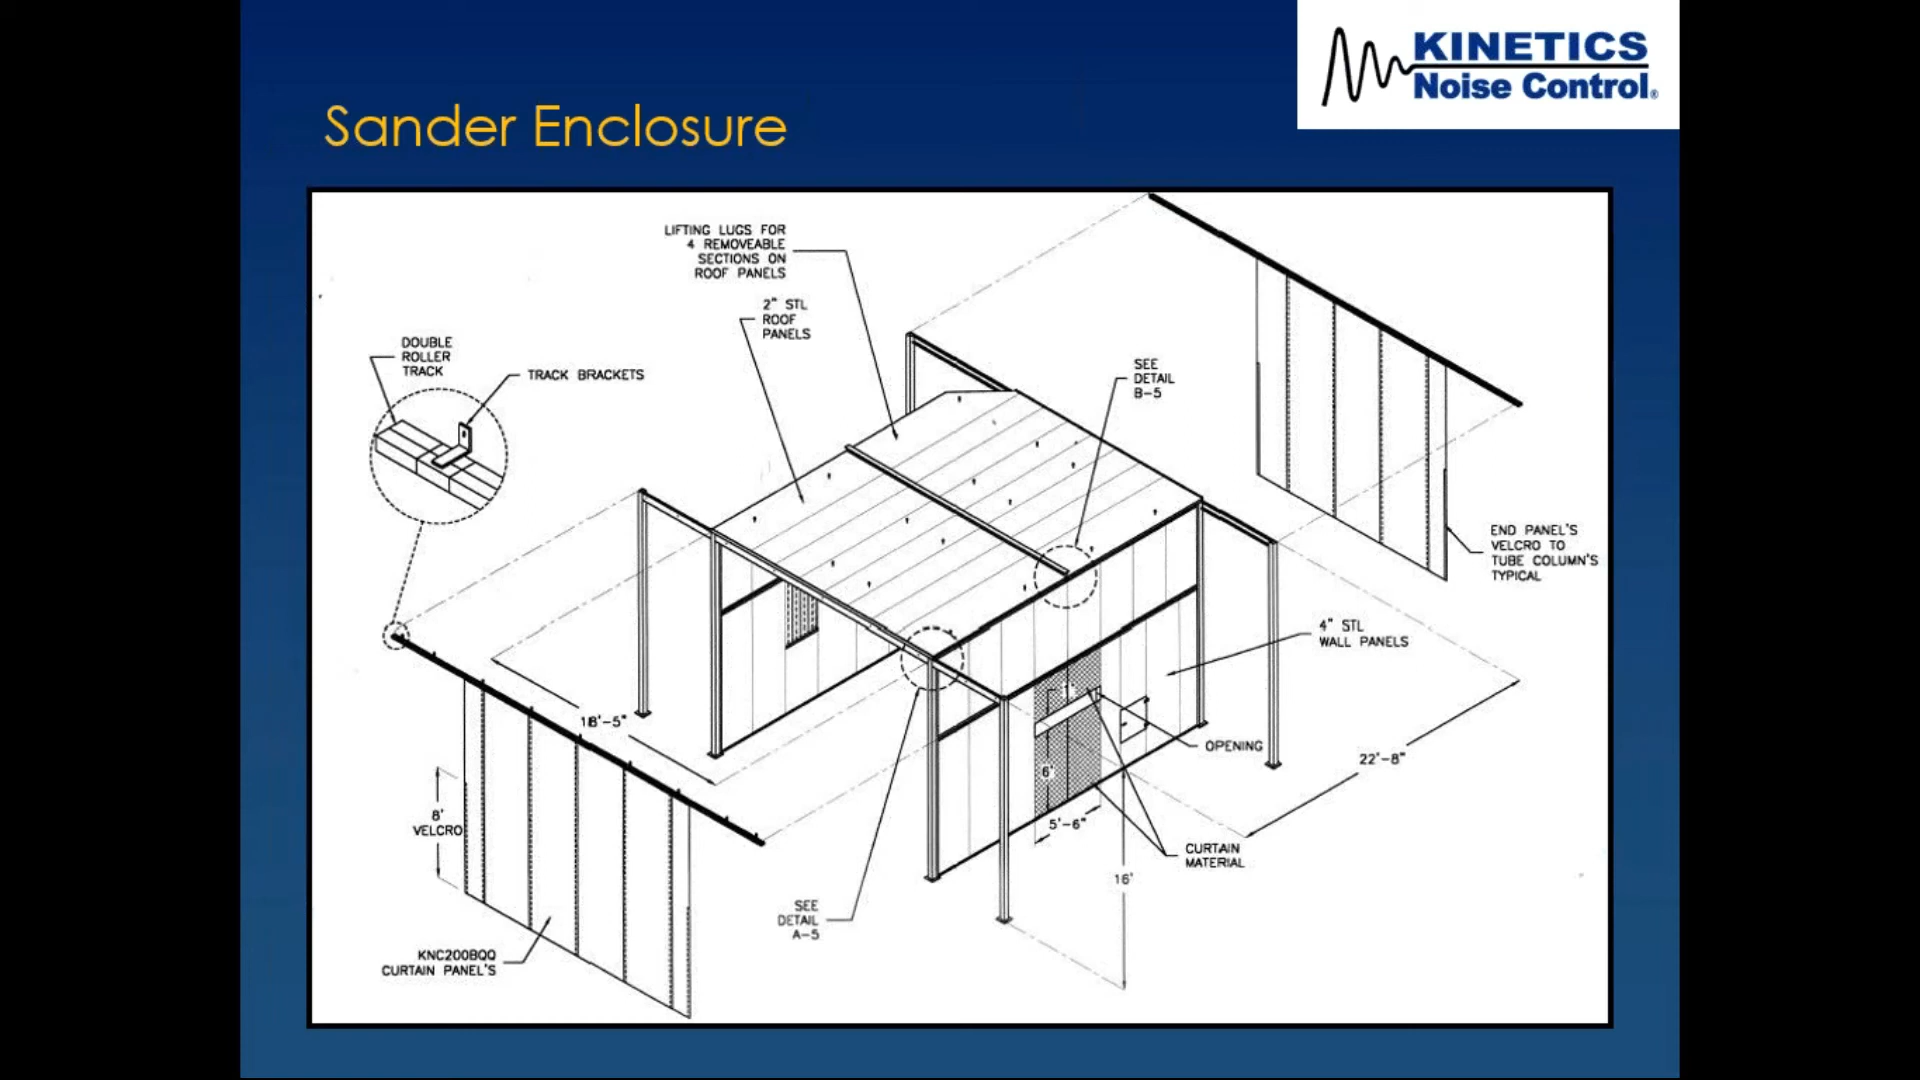 KINETICS
Noise Control®
Sander Enclosure
LIFTING LUGS FOR
4 REMOVEABLE
SECTIONS ON
ROOF PANELS
2" STL
ROOF
PANELS
DOUBLE
ROLLER
TRACK
TRACK BRACKETS
SEE
DETAIL
B-5
END PANEL'S
VELCRO TO
TUBE COLUMN'S
TYPICAL
4" STL
WALL PANELS
18'-5"
1'
OPENING
22'-8"
6'
8'
VELCRO
5'-6"
CURTAIN
MATERIAL
16'
SEE
DETAIL
A-5
KNC200BQQ
CURTAIN PANEL'S